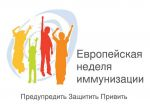 Европейская
неделя
иммунизации
Предупредить Защитить Привить